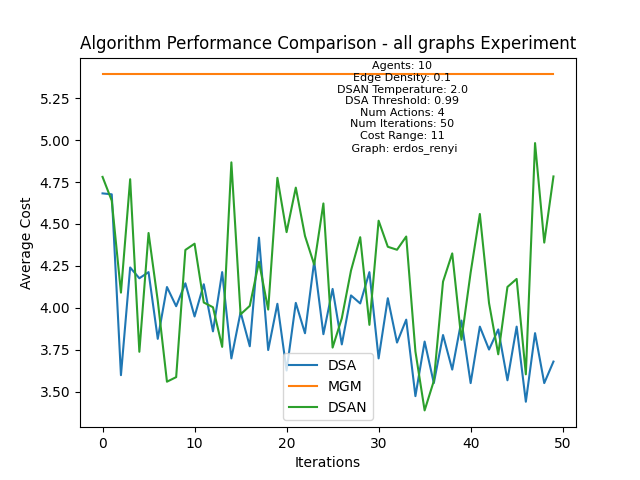 Algorithm Performance Comparison - all graphs Experiment
Agents: 10
Edge Density: 0.1
DSAN Temperature: 2.0
DSA Threshold: 0.99
Num Actions: 4
Num Iterations: 50
Cost Range: 11
Graph: erdos_renyi
5.25
5.00
4.75
4.50
4.25
4.00
3.75
3.50
Average Cost
DSA
MGM
DSAN
0 10 20 30 40 50
Iterations